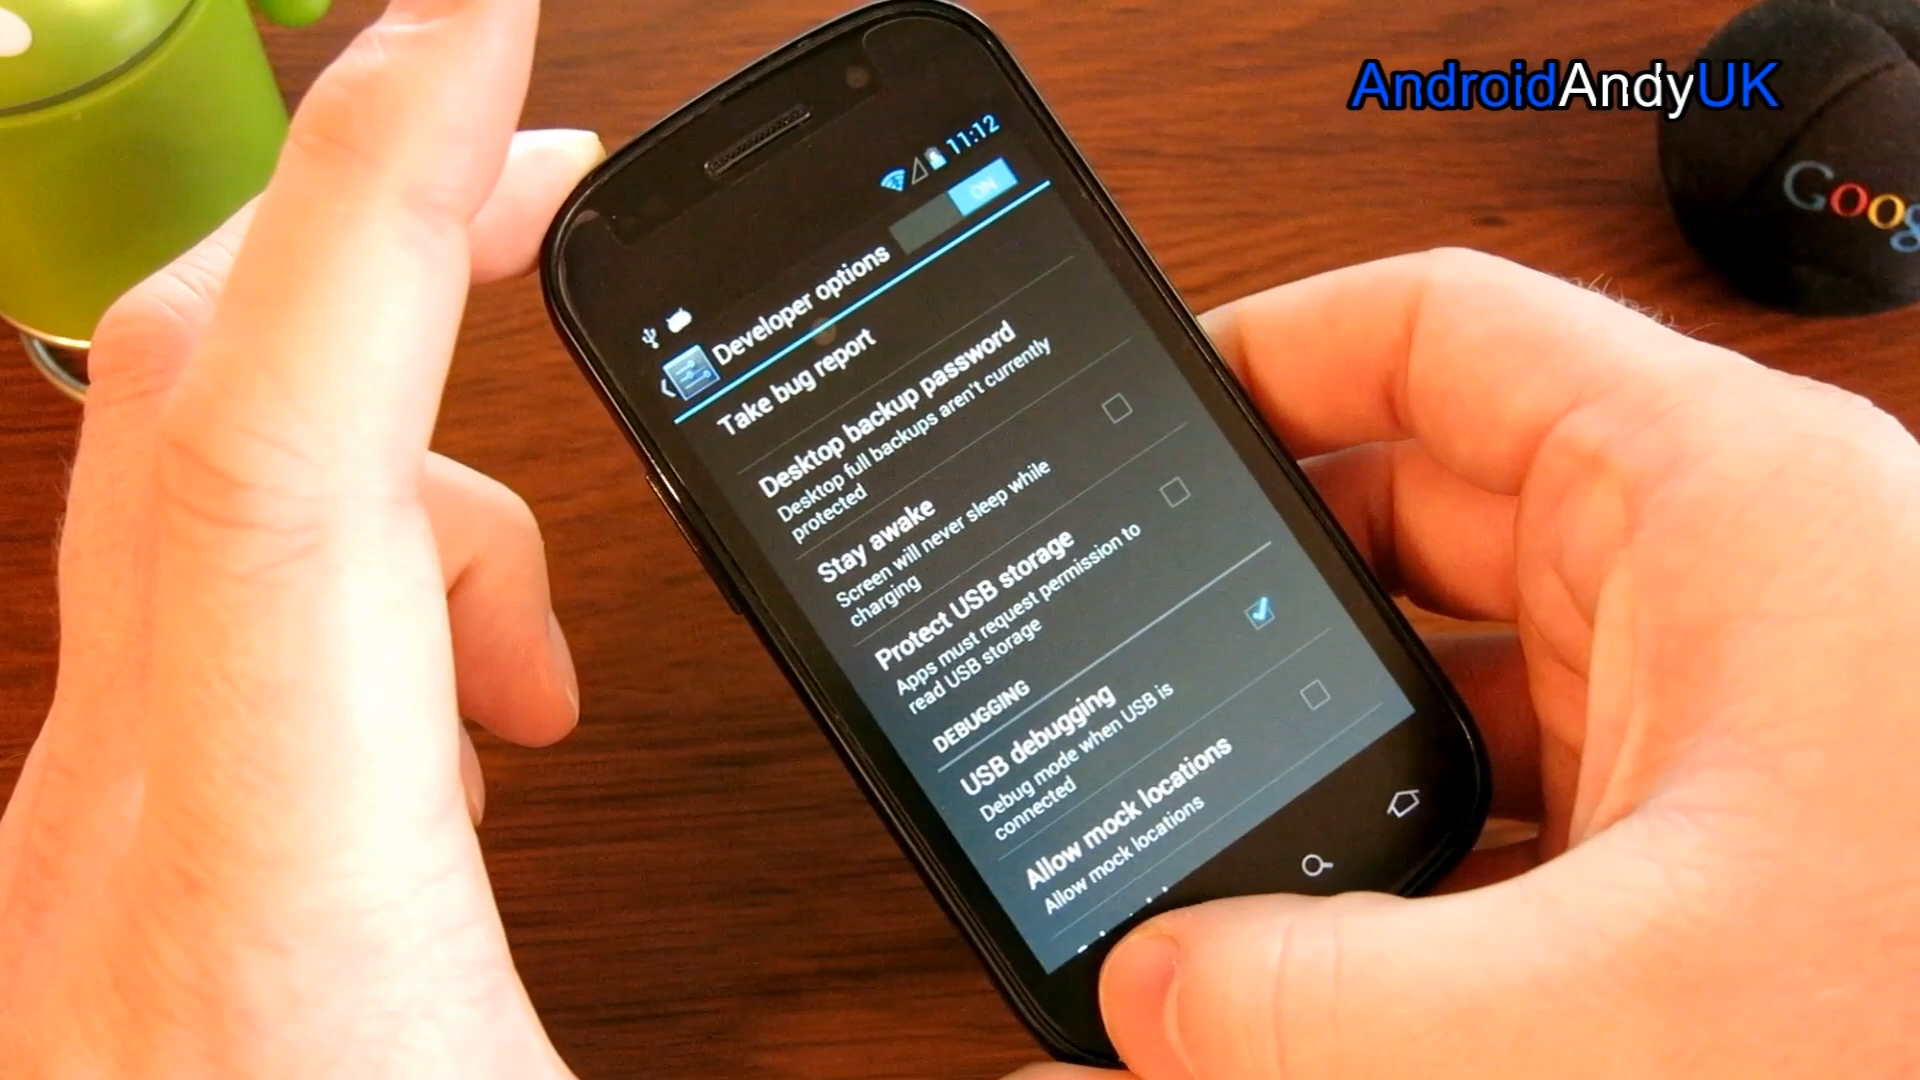 AndroidAndyUK
Goog
11:12
Developer options
ON
Take bug report
Desktop backup password
Desktop full backups aren't currently
protected
Stay awake
Screen will never sleep while
charging
Protect USB storage
Apps must request permission to
read USB storage
DEBUGGING
USB debugging
Debug mode when USB is
connected
Allow mock locations
Allow mock locations